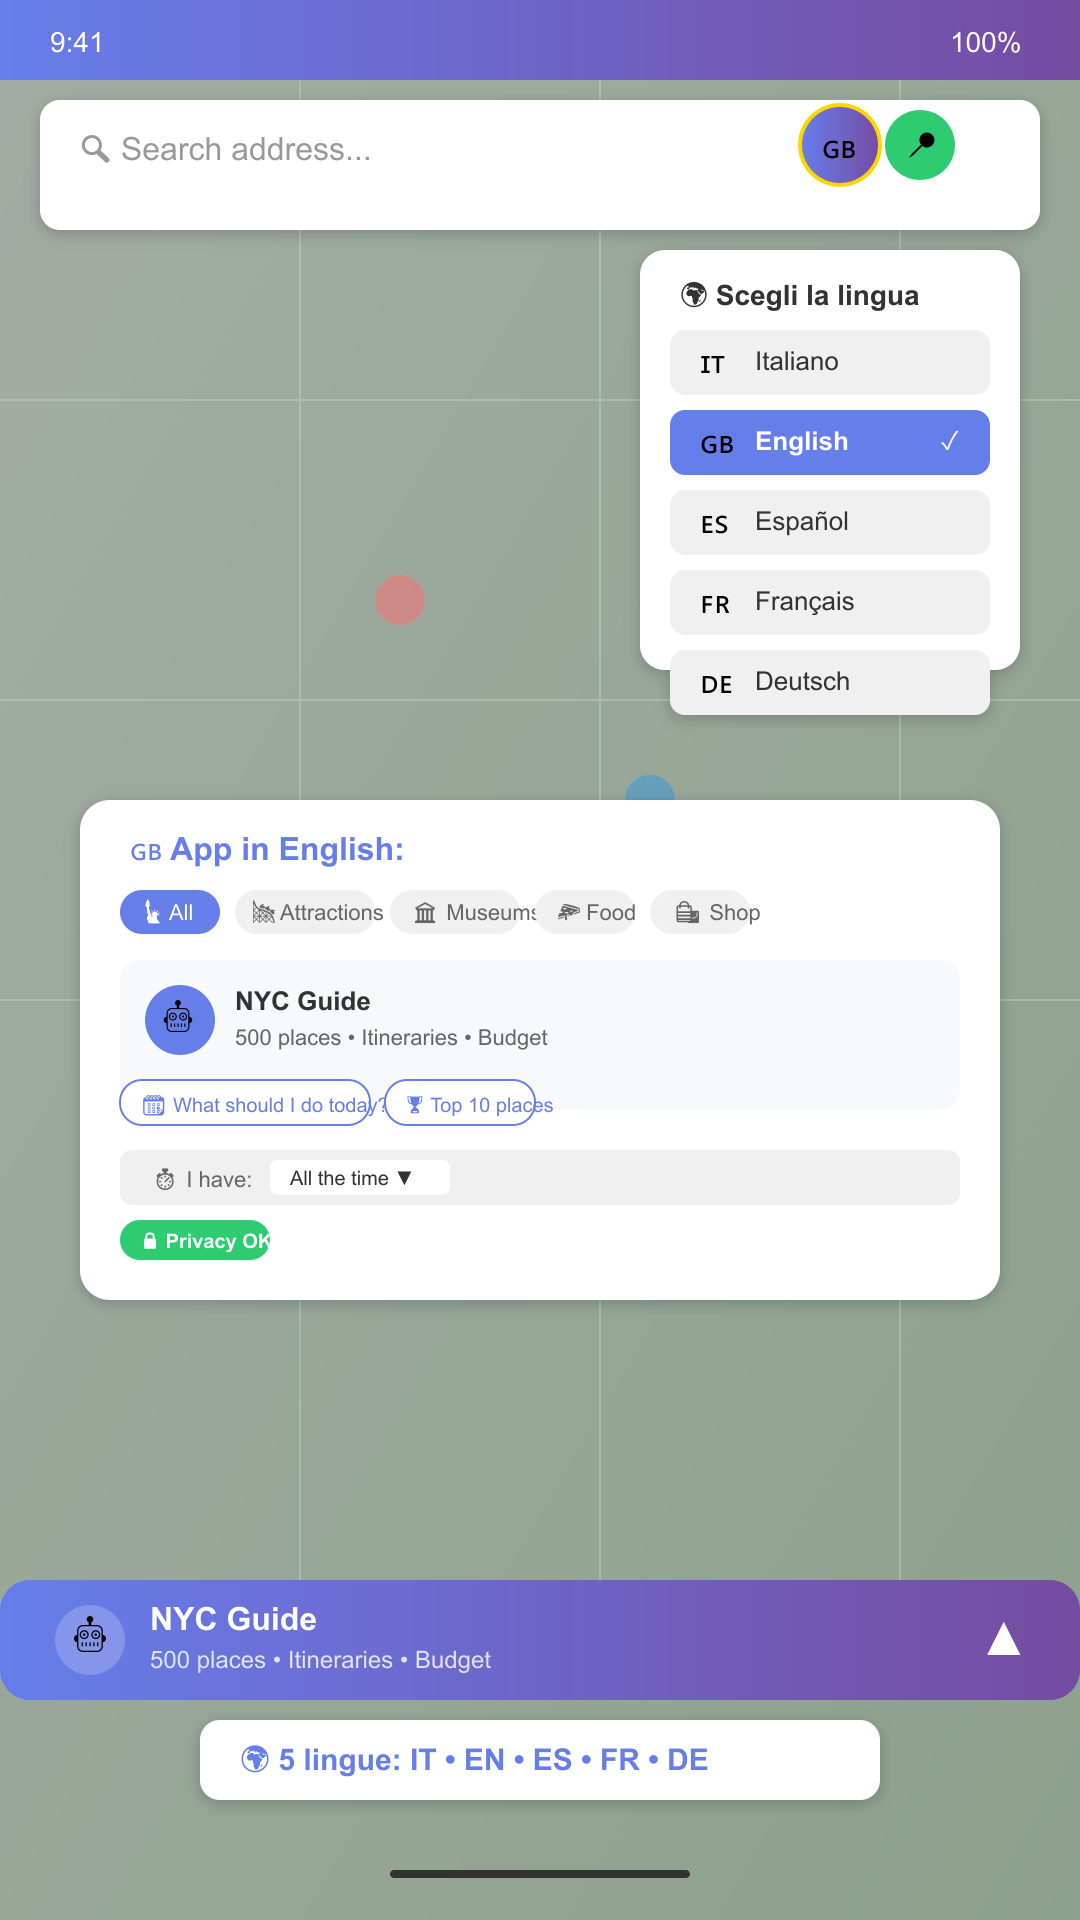 9:41 100%
Search address...
GB
Scegli la lingua
IT Italiano
GB English ✓
ES Español
FR Français
DE Deutsch
GB App in English:
All Attractions Museums Food Shop
NYC Guide
500 places • Itineraries • Budget
What should I do today? Top 10 places
I have: All the time ▼
Privacy OK
NYC Guide
500 places • Itineraries • Budget
5 lingue: IT • EN • ES • FR • DE